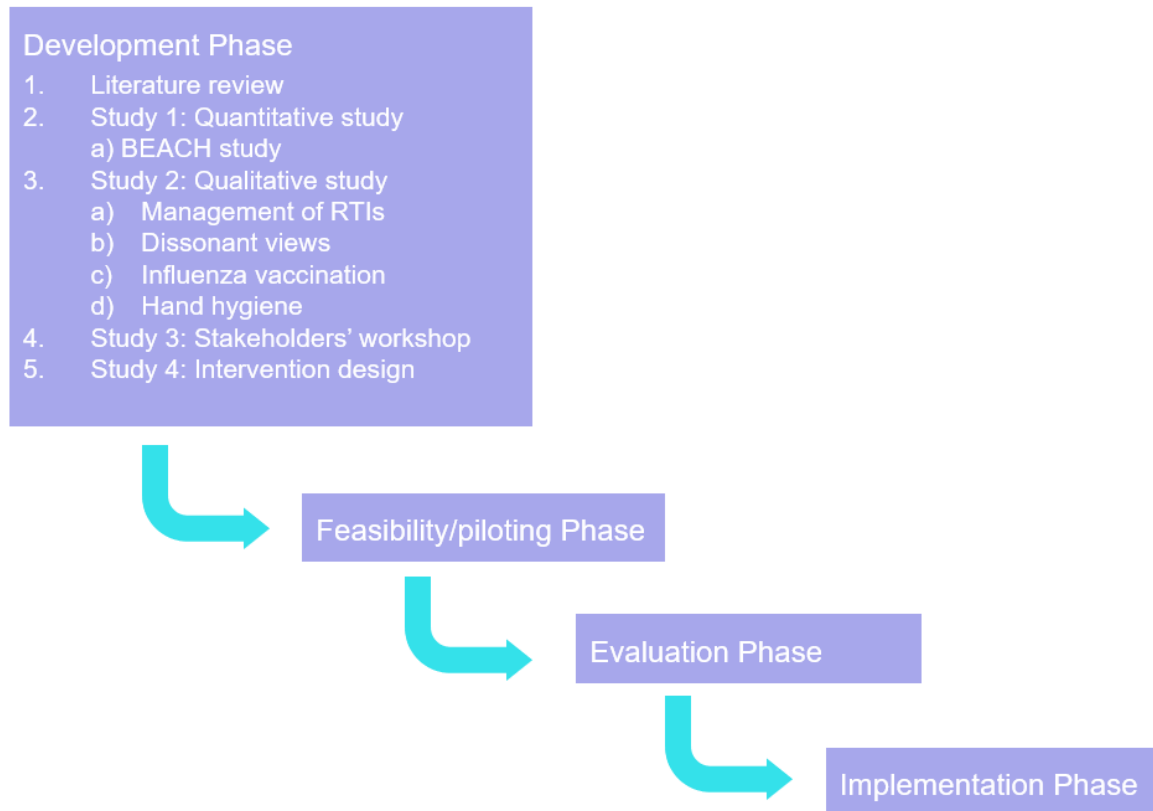 Development Phase
1. Literature review
2. Study 1: Quantitative study
a) BEACH study
3. Study 2: Qualitative study
a) Management of RTIs
b) Dissonant views
c) Influenza vaccination
d) Hand hygiene
4. Study 3: Stakeholders’ workshop
5. Study 4: Intervention design
Feasibility/piloting Phase
Evaluation Phase
Implementation Phase